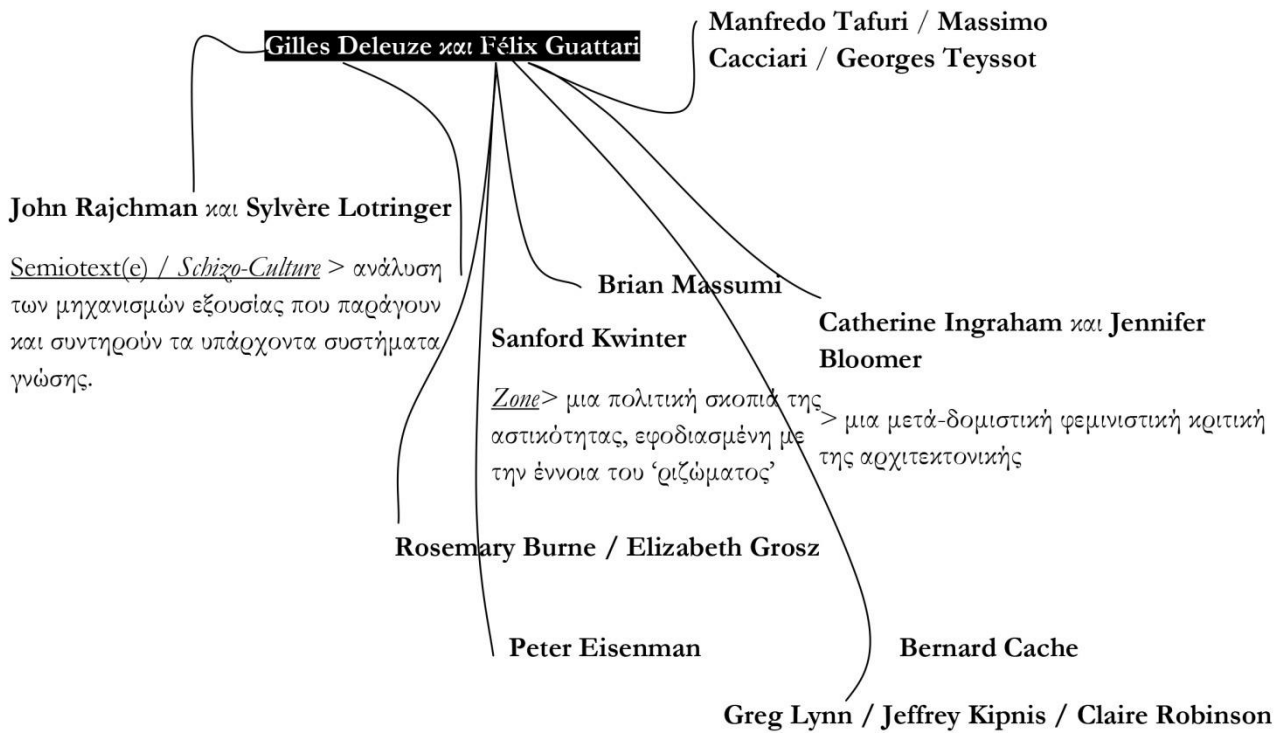 Manfredo Tafuri / Massimo
Cacciari / Georges Teyssot
Gilles Deleuze και Félix Guattari
John Rajchman και Sylvère Lotringer
Semiotext(e) / Schizo-Culture > ανάλυση
των μηχανισμών εξουσίας που παράγουν
και συντηρούν τα υπάρχοντα συστήματα
γνώσης.
Brian Massumi
Sanford Kwinter
Zone> μια πολιτική σκοπιά της
αστικότητας, εφοδιασμένη με
την έννοια του ‘ριζώματος’
Catherine Ingraham και Jennifer
Bloomer
> μια μετά-δομιστική φεμινιστική κριτική
της αρχιτεκτονικής
Rosemary Burne / Elizabeth Grosz
Peter Eisenman
Bernard Cache
Greg Lynn / Jeffrey Kipnis / Claire Robinson